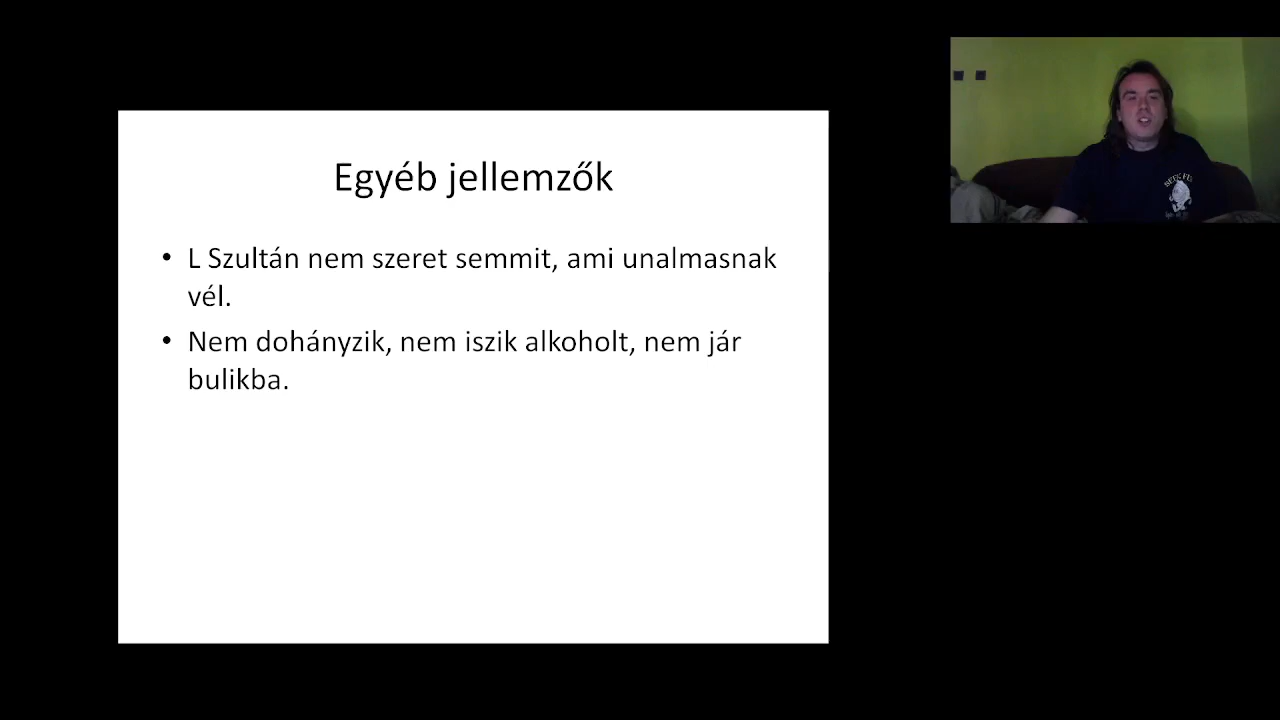 Egyéb jellemzők
• L Szultán nem szeret semmit, ami unalmasnak
vél.
• Nem dohányzik, nem iszik alkoholt, nem jár
bulikba.